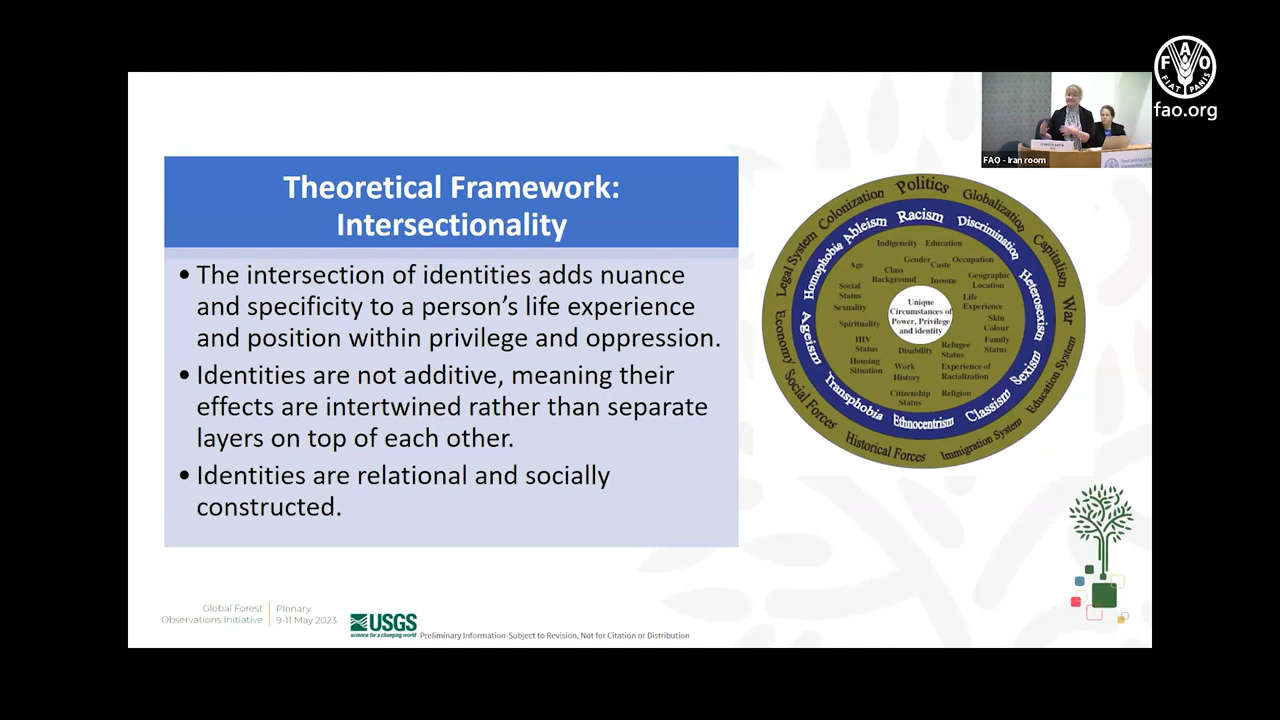 FAO
FIAT PANIS
fao.org
FAO - Iran room
Theoretical Framework:
Intersectionality
• The intersection of identities adds nuance
and specificity to a person's life experience
and position within privilege and oppression.
• Identities are not additive, meaning their
effects are intertwined rather than separate
layers on top of each other.
• Identities are relational and socially
constructed.
Politics
Globalization
Capitalism
War
Education System
Immigration System
Historical Forces
Social Forces
Economy
Legal System
Colonization
Racism
Discrimination
Heterosexism
Sexism
Classism
Ethnocentrism
Transphobia
Ageism
Homophobia
Ableism
Indigeneity
Education
Age
Gender
Caste
Occupation
Class
Background
Income
Geographic
Location
Social
Status
Life
Experience
Sexuality
Skin
Colour
Spirituality
Family
Status
HIV
Status
Disability
Refugee
Status
Housing
Situation
Work
History
Experience of
Racialization
Citizenship
Status
Religion
Unique
Circumstances of
Power, Privilege
and identity
Global Forest
Observations Initiative
Plenary
9-11 May 2023
USGS
science for a changing world
Preliminary Information-Subject to Revision. Not for Citation or Distribution